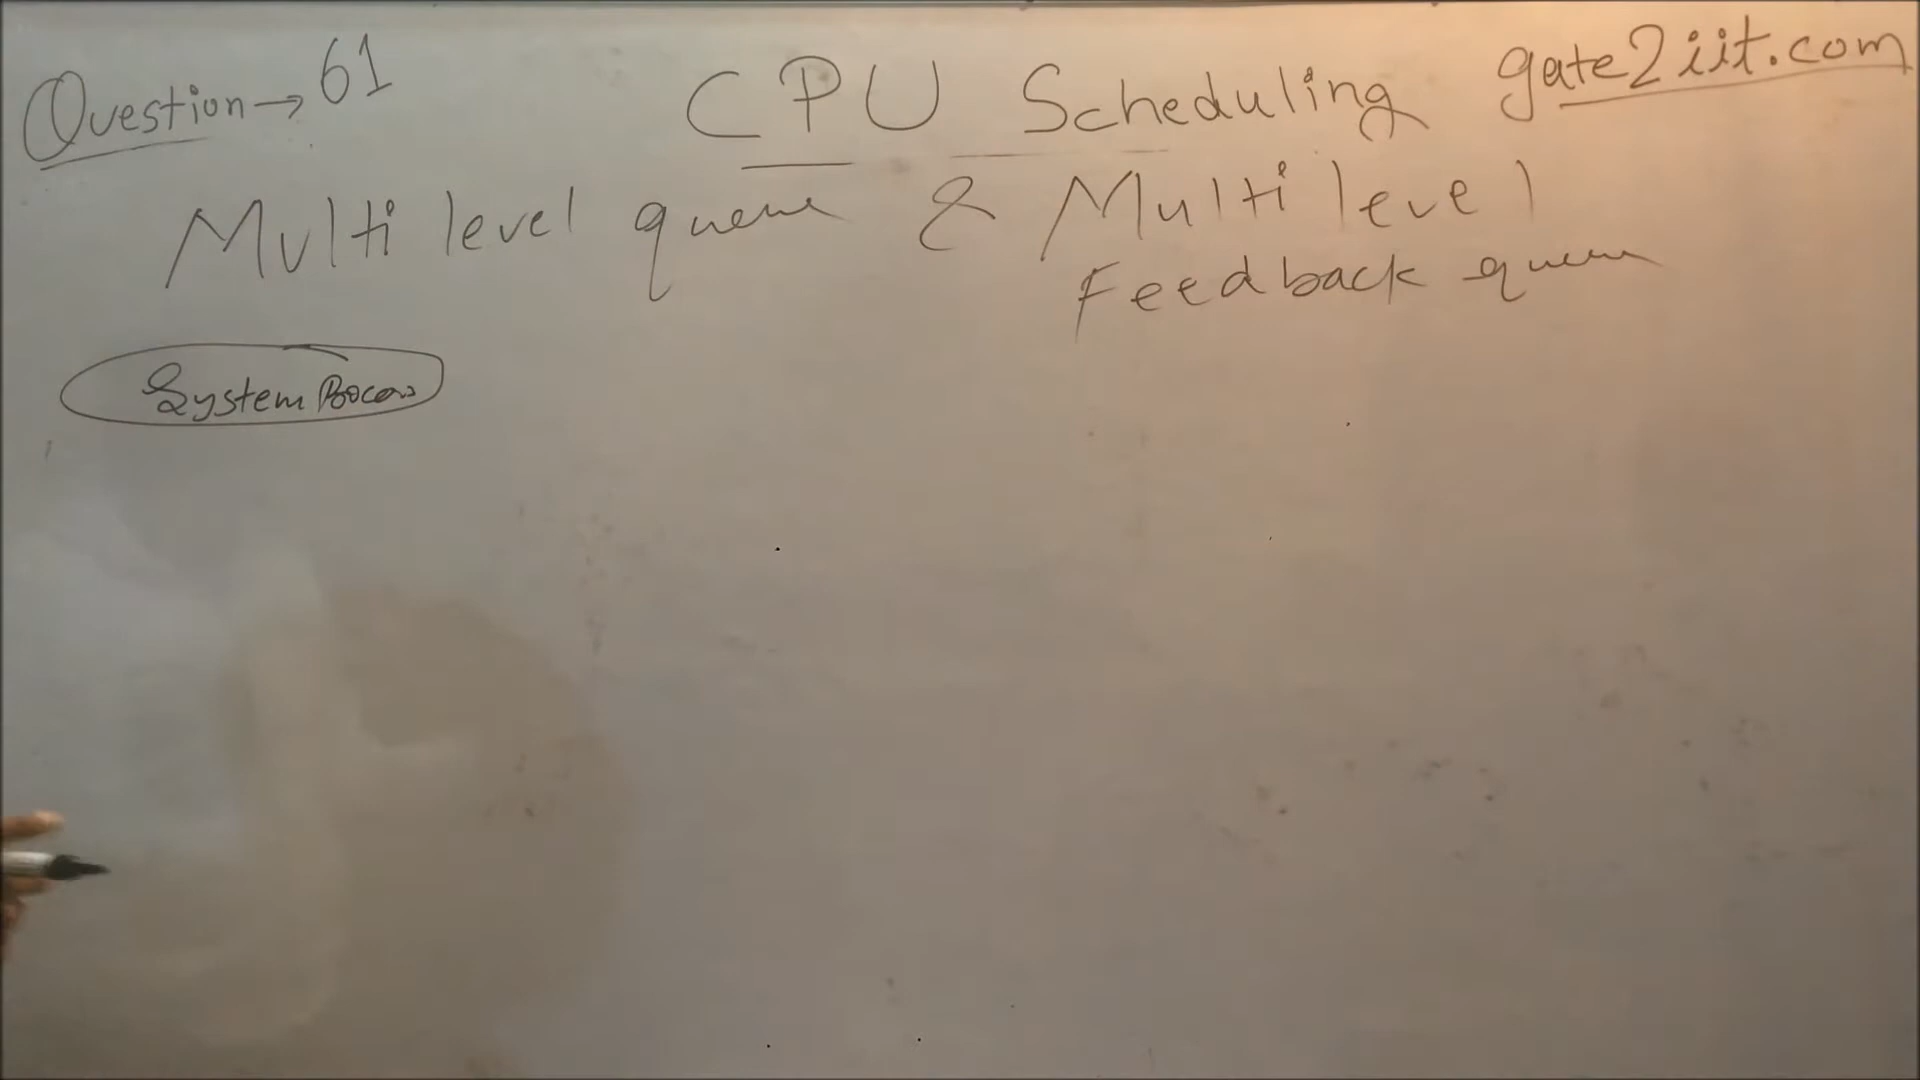 Question → 61
CPU Scheduling
gate2iit.com
Multi level queue & Multi level
Feedback queue
System Process